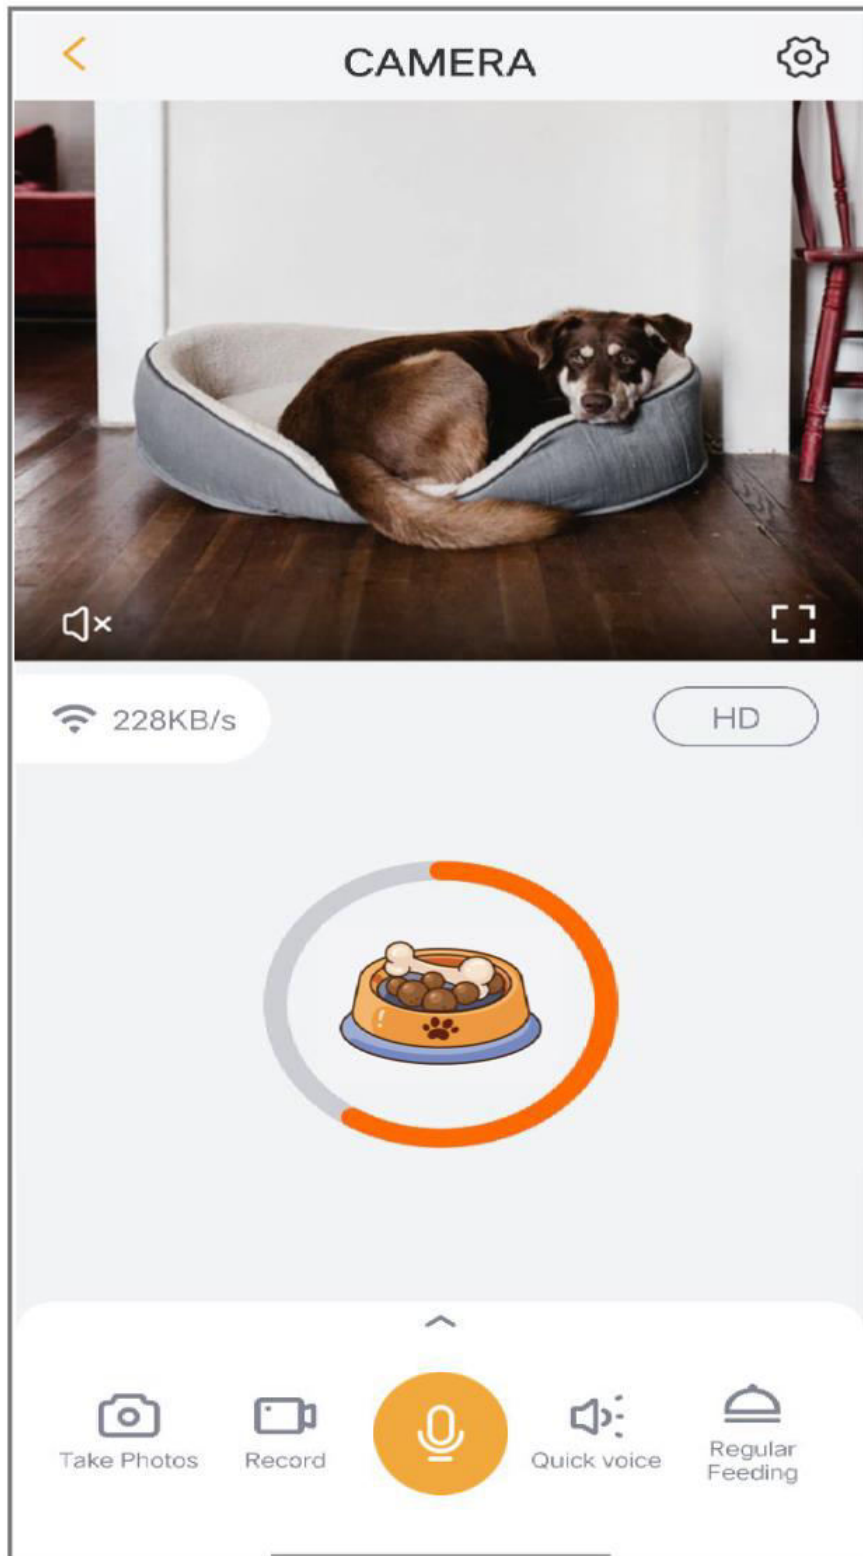 CAMERA
228KB/s
HD
Take Photos
Record
Quick voice
Regular
Feeding